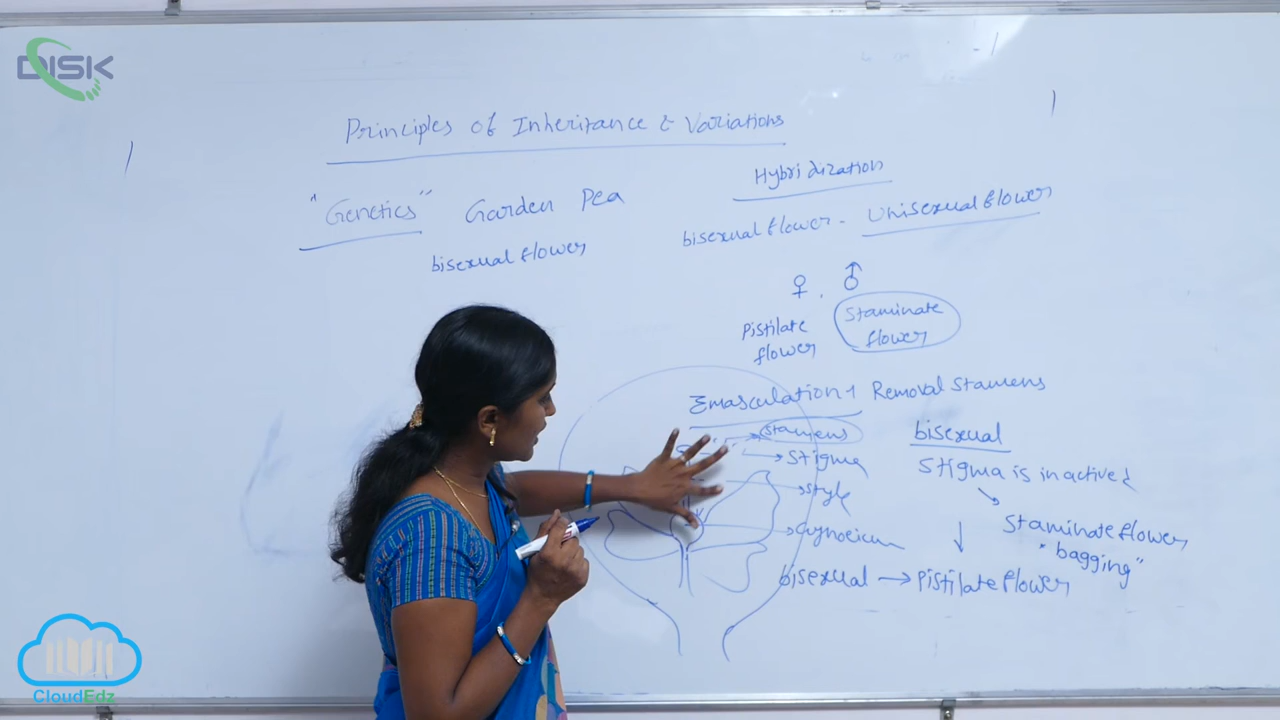 DISK
Principles of Inheritance & Variations
Hybridization
"Genetics" Garden Pea
bisexual flower - Unisexual flower
bisexual flower
♀ , ♂
Pistilate flower
Staminate flower
Emasculation Removal Stamens
Stamens
Stigma
Style
Gynoeium
bisexual
Stigma is inactive
Staminate flower
"bagging"
bisexual → Pistilate flower
CloudEdz